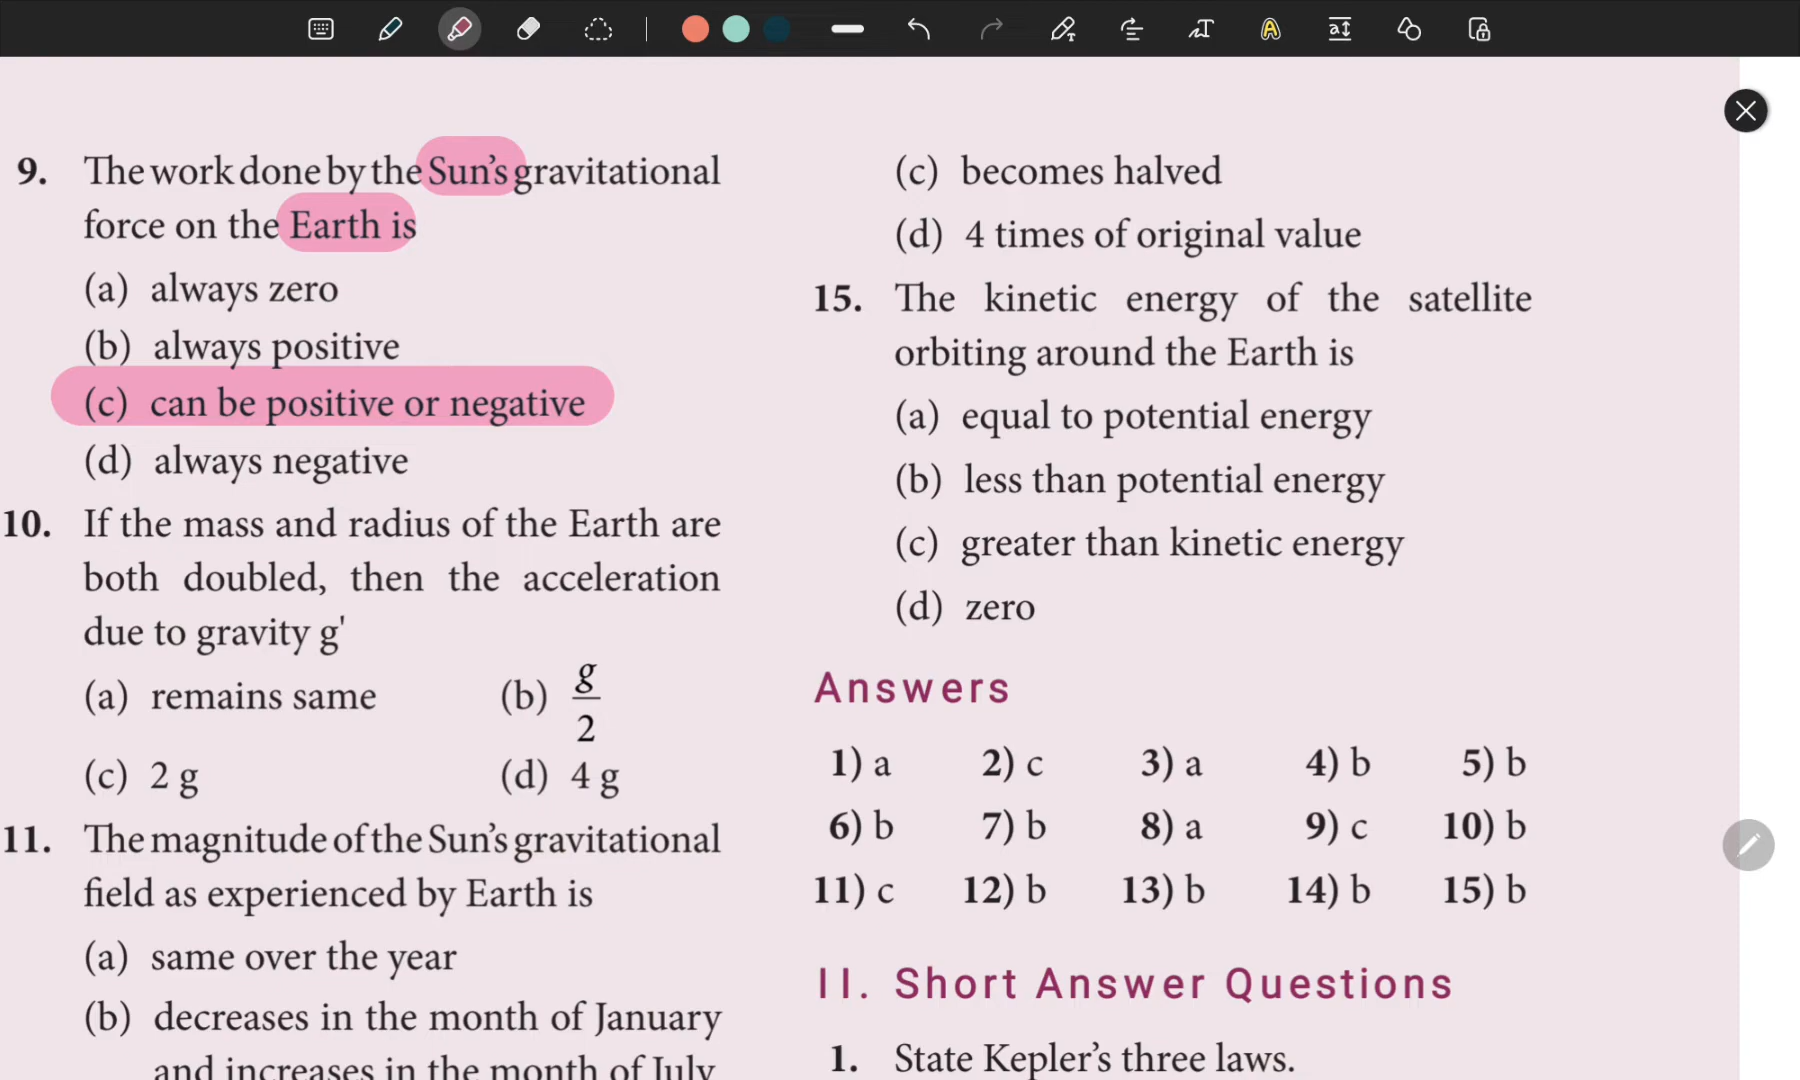 9. The work done by the Sun’s gravitational
force on the Earth is
(a) always zero
(b) always positive
(c) can be positive or negative
(d) always negative
10. If the mass and radius of the Earth are
both doubled, then the acceleration
due to gravity g'
(a) remains same (b) g/2
(c) 2 g (d) 4 g
11. The magnitude of the Sun’s gravitational
field as experienced by Earth is
(a) same over the year
(b) decreases in the month of January
and increases in the month of July
(c) becomes halved
(d) 4 times of original value
15. The kinetic energy of the satellite
orbiting around the Earth is
(a) equal to potential energy
(b) less than potential energy
(c) greater than kinetic energy
(d) zero
Answers
1) a 2) c 3) a 4) b 5) b
6) b 7) b 8) a 9) c 10) b
11) c 12) b 13) b 14) b 15) b
II. Short Answer Questions
1. State Kepler’s three laws.